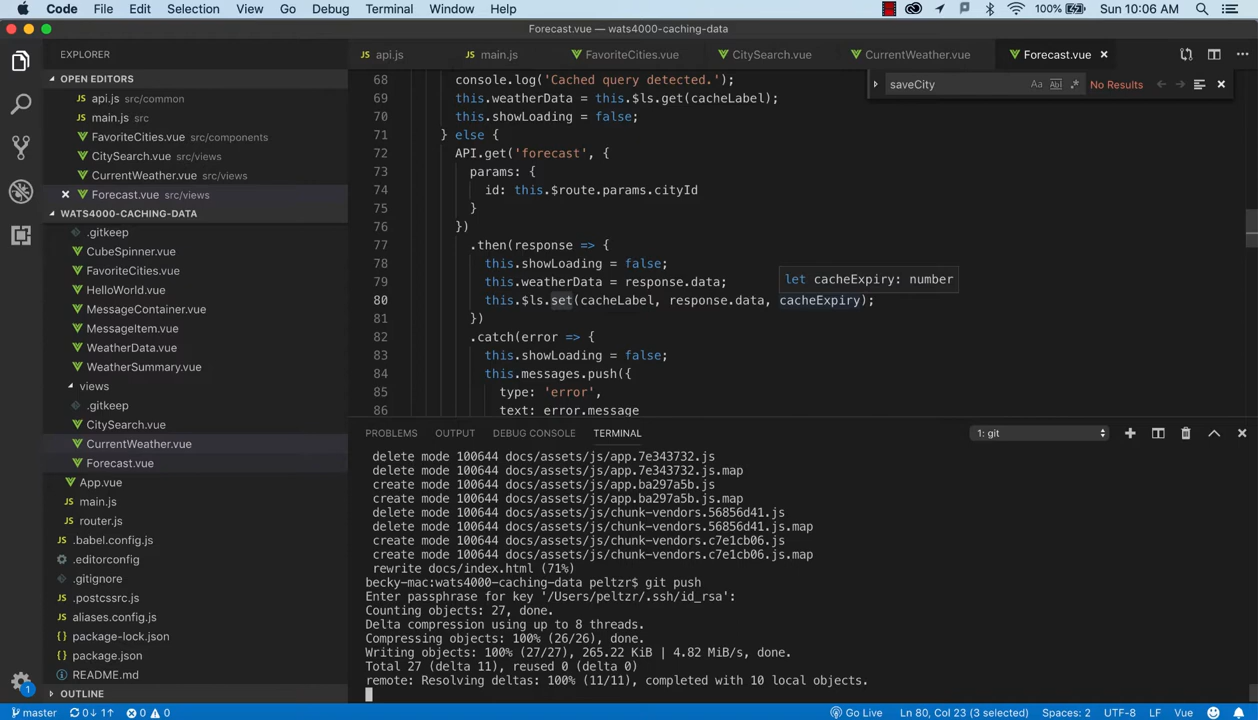 Code File Edit Selection View Go Debug Terminal Window Help 100% Sun 10:06 AM
Forecast.vue — wats4000-caching-data
EXPLORER
OPEN EDITORS
api.js src/common
main.js src
FavoriteCities.vue src/components
CitySearch.vue src/views
CurrentWeather.vue src/views
Forecast.vue src/views
WATS4000-CACHING-DATA
.gitkeep
CubeSpinner.vue
FavoriteCities.vue
HelloWorld.vue
MessageContainer.vue
MessageItem.vue
WeatherData.vue
WeatherSummary.vue
views
.gitkeep
CitySearch.vue
CurrentWeather.vue
Forecast.vue
App.vue
JS main.js
JS router.js
.babel.config.js
.editorconfig
.gitignore
.postcssrc.js
aliases.config.js
{ } package-lock.json
{ } package.json
README.md
OUTLINE
1
api.js main.js FavoriteCities.vue CitySearch.vue CurrentWeather.vue Forecast.vue
saveCity Aa Abl No Results
68 console.log('Cached query detected.');
69 this.weatherData = this.$ls.get(cacheLabel);
70 this.showLoading = false;
71 } else {
72 API.get('forecast', {
73 params: {
74 id: this.$route.params.cityId
75 }
76 })
77 .then(response => {
78 this.showLoading = false;
79 this.weatherData = response.data;
let cacheExpiry: number
80 this.$ls.set(cacheLabel, response.data, cacheExpiry);
81 })
82 .catch(error => {
83 this.showLoading = false;
84 this.messages.push({
85 type: 'error',
86 text: error.message
PROBLEMS OUTPUT DEBUG CONSOLE TERMINAL 1: git
delete mode 100644 docs/assets/js/app.7e343732.js
delete mode 100644 docs/assets/js/app.7e343732.js.map
create mode 100644 docs/assets/js/app.ba297a5b.js
create mode 100644 docs/assets/js/app.ba297a5b.js.map
delete mode 100644 docs/assets/js/chunk-vendors.56856d41.js
delete mode 100644 docs/assets/js/chunk-vendors.56856d41.js.map
create mode 100644 docs/assets/js/chunk-vendors.c7e1cb06.js
create mode 100644 docs/assets/js/chunk-vendors.c7e1cb06.js.map
rewrite docs/index.html (71%)
becky-mac:wats4000-caching-data peltzr$ git push
Enter passphrase for key '/Users/peltzr/.ssh/id_rsa':
Counting objects: 27, done.
Delta compression using up to 8 threads.
Compressing objects: 100% (26/26), done.
Writing objects: 100% (27/27), 265.22 KiB | 4.82 MiB/s, done.
Total 27 (delta 11), reused 0 (delta 0)
remote: Resolving deltas: 100% (11/11), completed with 10 local objects.
master 0↓ 1↑ 0 0 Go Live Ln 80, Col 23 (3 selected) Spaces: 2 UTF-8 LF Vue